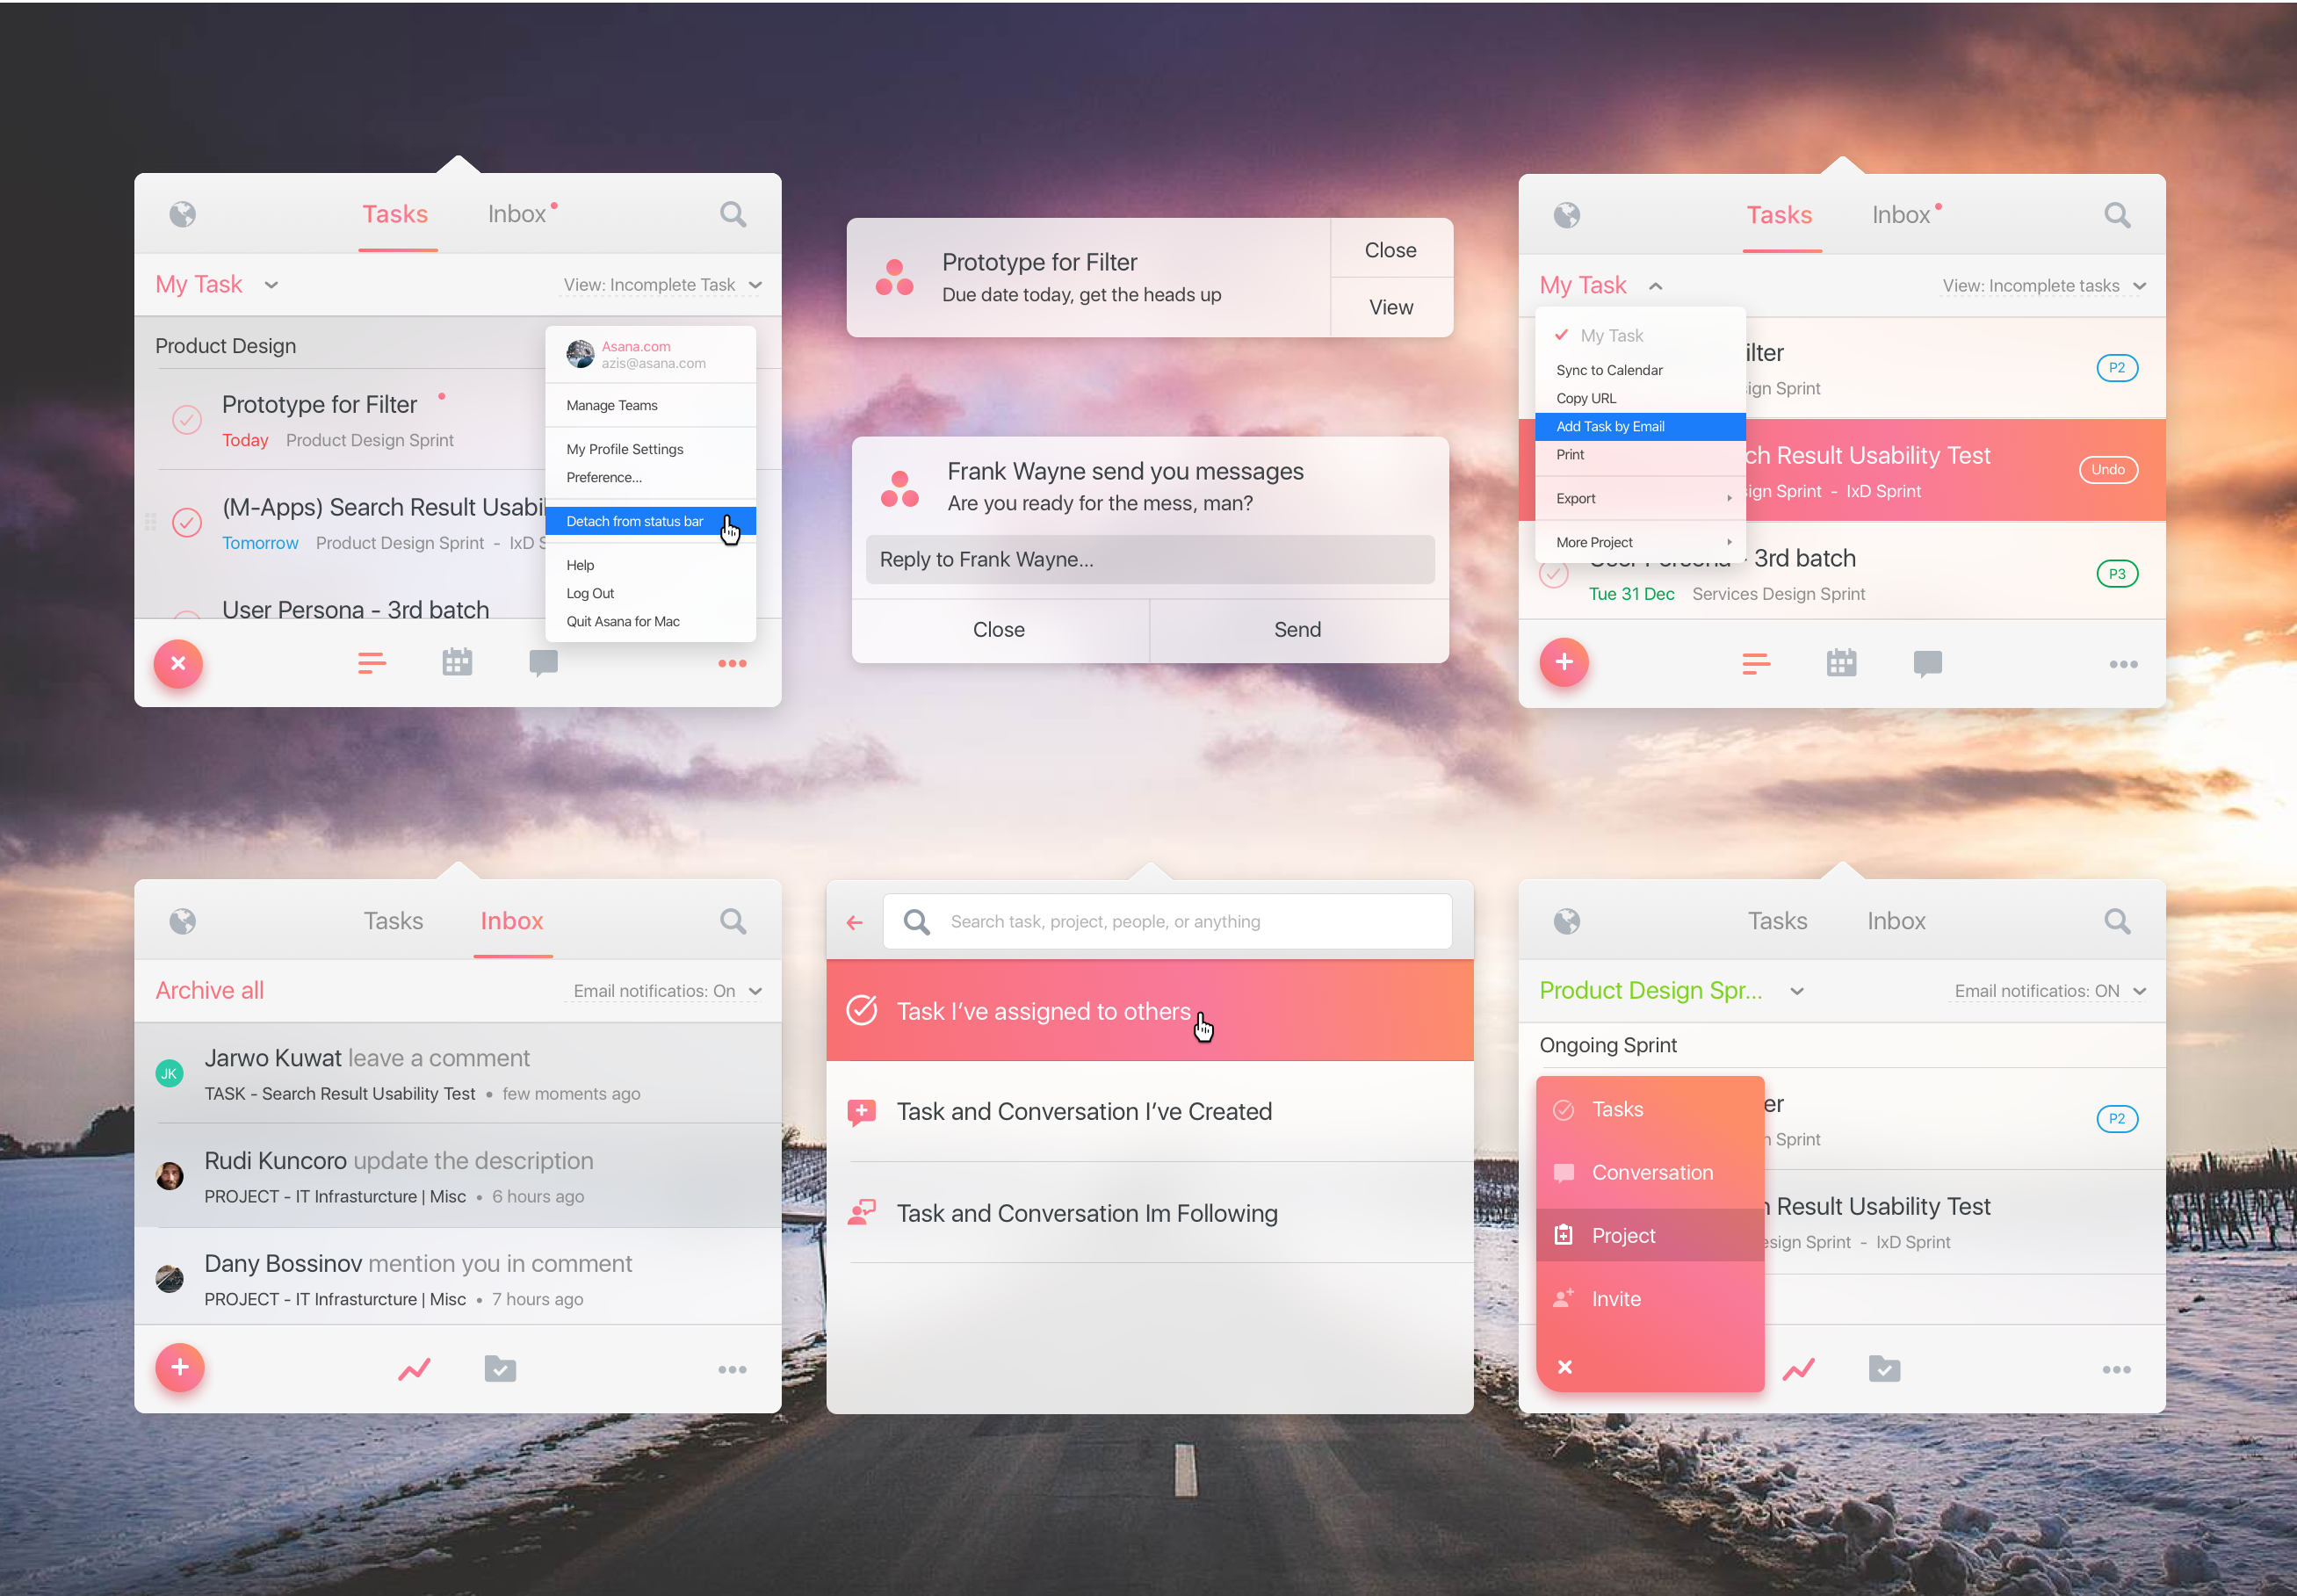 Tasks
Inbox
My Task
View: Incomplete Task
Product Design
Prototype for Filter
Today Product Design Sprint
(M-Apps) Search Result
Tomorrow Product Design Sprint -
User Persona - 3rd batch
Asana.com
azis@asana.com
Manage Teams
My Profile Settings
Preference...
Detach from status bar
Help
Log Out
Quit Asana for Mac
Prototype for Filter
Due date today, get the heads up
Close
View
Frank Wayne send you messages
Are you ready for the mess, man?
Reply to Frank Wayne...
Close
Send
Tasks
Inbox
My Task
View: Incomplete tasks
My Task
Sync to Calendar
Copy URL
Add Task by Email
Print
Export
More Project
P2
Sprint
Result Usability Test
Sprint - IxD Sprint
Undo
- 3rd batch
Tue 31 Dec Services Design Sprint
P3
Tasks
Inbox
Archive all
Email notificatios: On
JK
Jarwo Kuwat leave a comment
TASK - Search Result Usability Test • few moments ago
Rudi Kuncoro update the description
PROJECT - IT Infrasturcture | Misc • 6 hours ago
Dany Bossinov mention you in comment
PROJECT - IT Infrasturcture | Misc • 7 hours ago
Search task, project, people, or anything
Task I've assigned to others
Task and Conversation I've Created
Task and Conversation Im Following
Tasks
Inbox
Product Design Spr...
Email notificatios: ON
Ongoing Sprint
P2
Sprint
Result Usability Test
Sprint - IxD Sprint
Tasks
Conversation
Project
Invite